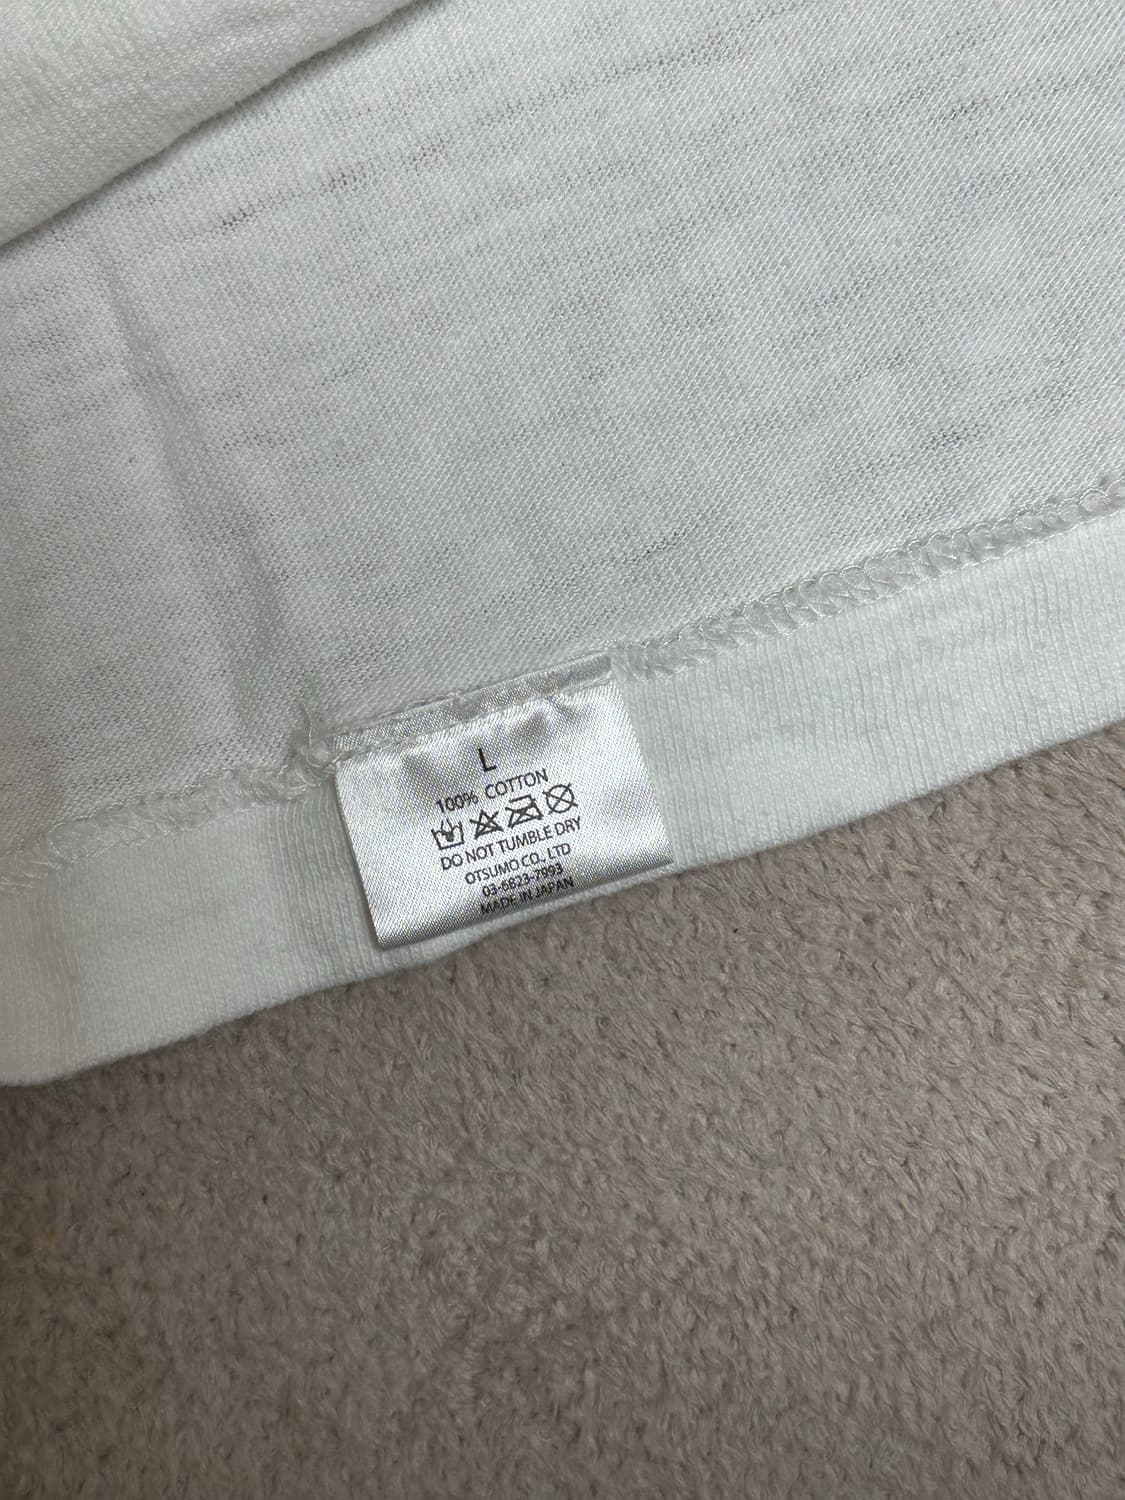 L
100% COTTON
DO NOT TUMBLE DRY
OTSUMO CO., LTD
03-6823-7993
MADE IN JAPAN